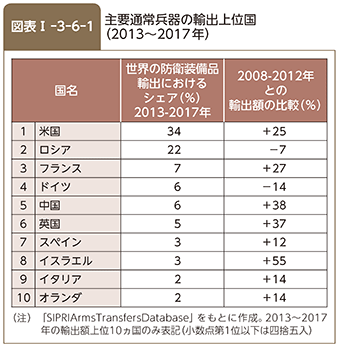 図表Ⅰ-3-6-1
主要通常兵器の輸出上位国
(2013～2017年)
国名
世界の防衛装備品
輸出における
シェア(%)
2013-2017年
2008-2012年
との
輸出額の比較(%)
1 米国 34 +25
2 ロシア 22 -7
3 フランス 7 +27
4 ドイツ 6 -14
5 中国 6 +38
6 英国 5 +37
7 スペイン 3 +12
8 イスラエル 3 +55
9 イタリア 2 +14
10 オランダ 2 +14
(注) 「SIPRIArmsTransfersDatabase」をもとに作成。2013～2017
年の輸出額上位10ヵ国のみ表記(小数点第1位以下は四捨五入)